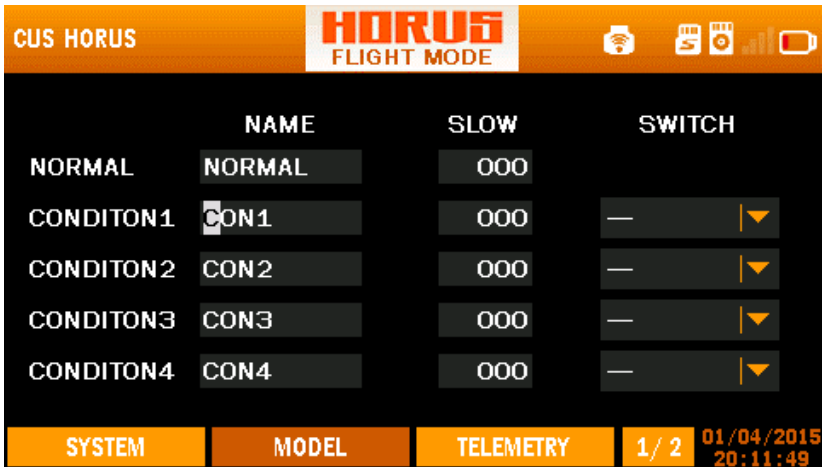 CUS HORUS
HORUS
FLIGHT MODE
NAME SLOW SWITCH
NORMAL NORMAL 000
CONDITON1 CON1 000 —
CONDITON2 CON2 000 —
CONDITON3 CON3 000 —
CONDITON4 CON4 000 —
SYSTEM MODEL TELEMETRY 1/2 01/04/2015
20:11:49